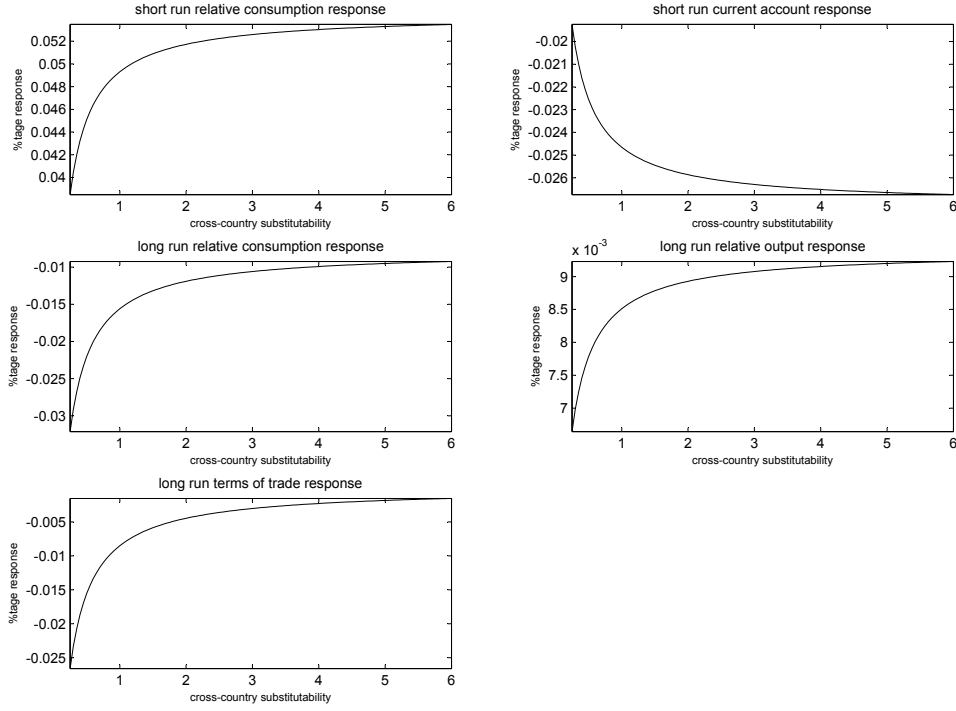 short run relative consumption response
0.052
0.05
0.048
0.046
0.044
0.042
0.04
%tage response
1 2 3 4 5 6
cross-country substitutability
short run current account response
-0.02
-0.021
-0.022
-0.023
-0.024
-0.025
-0.026
%tage response
1 2 3 4 5 6
cross-country substitutability
long run relative consumption response
-0.01
-0.015
-0.02
-0.025
-0.03
%tage response
1 2 3 4 5 6
cross-country substitutability
x 10-3
long run relative output response
9
8.5
8
7.5
7
%tage response
1 2 3 4 5 6
cross-country substitutability
long run terms of trade response
-0.005
-0.01
-0.015
-0.02
-0.025
%tage response
1 2 3 4 5 6
cross-country substitutability